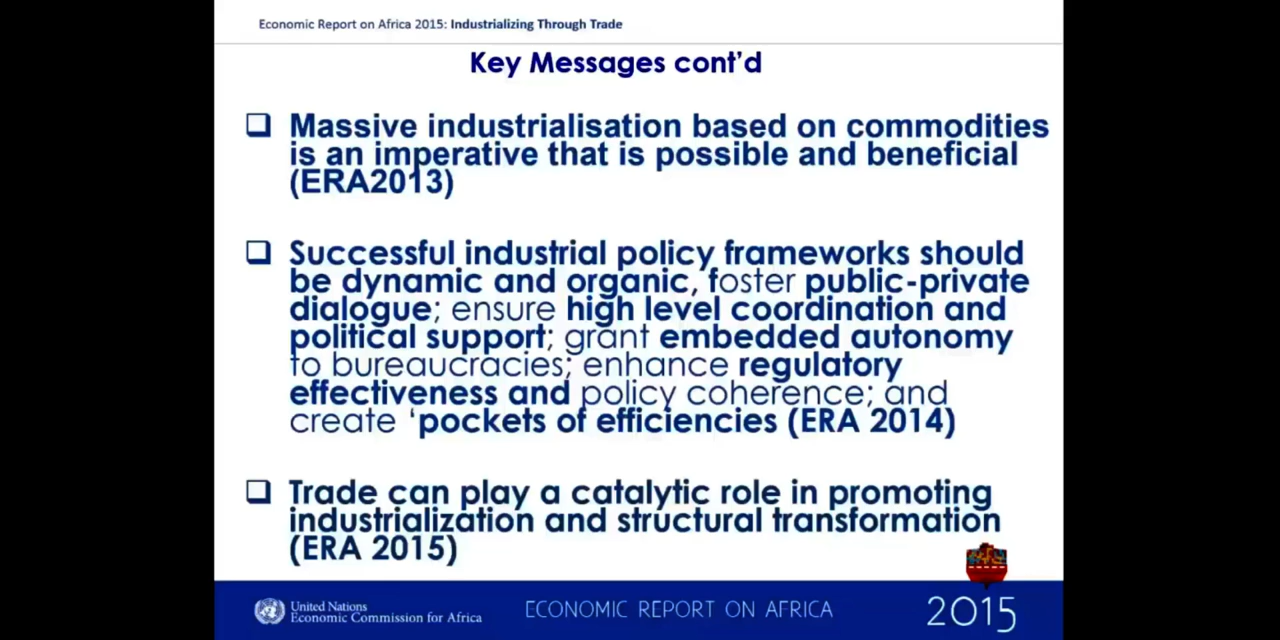 Economic Report on Africa 2015: Industrializing Through Trade
Key Messages cont'd
Massive industrialisation based on commodities
is an imperative that is possible and beneficial
(ERA2013)
Successful industrial policy frameworks should
be dynamic and organic, foster public-private
dialogue; ensure high level coordination and
political support; grant embedded autonomy
to bureaucracies; enhance regulatory
effectiveness and policy coherence; and
create ‘pockets of efficiencies (ERA 2014)
Trade can play a catalytic role in promoting
industrialization and structural transformation
(ERA 2015)
United Nations
Economic Commission for Africa
ECONOMIC REPORT ON AFRICA
2015